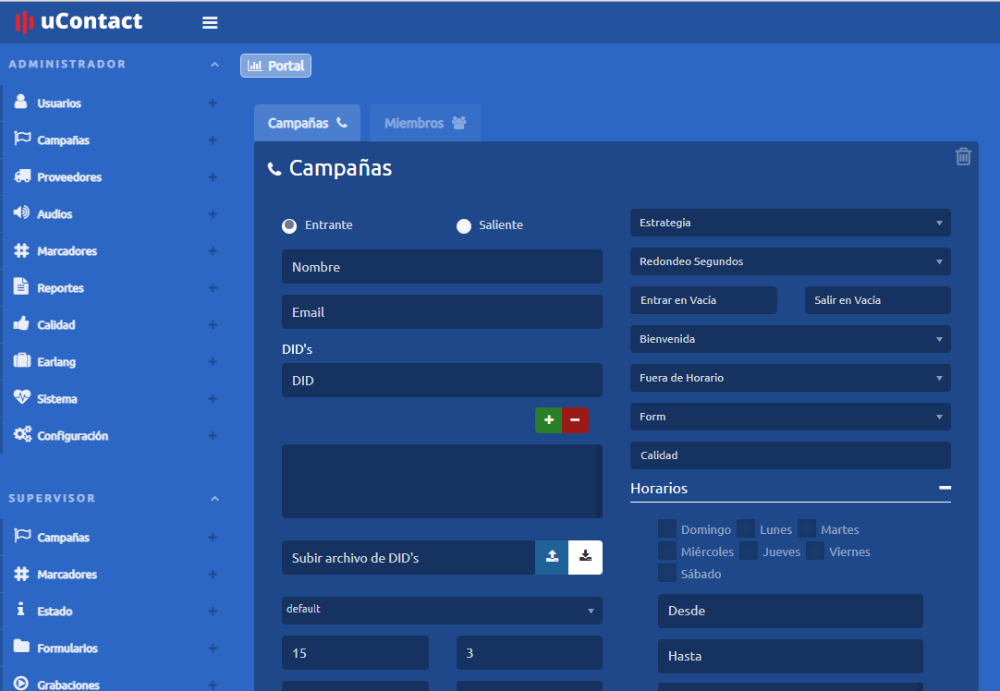 uContact
ADMINISTRADOR
Usuarios
Campañas
Proveedores
Audios
Marcadores
Reportes
Calidad
Earlang
Sistema
Configuración
SUPERVISOR
Campañas
Marcadores
Estado
Formularios
Grabaciones
Portal
Campañas
Miembros
Campañas
Entrante
Saliente
Nombre
Email
DID's
DID
Subir archivo de DID's
default
15
3
Estrategia
Redondeo Segundos
Entrar en Vacía
Salir en Vacía
Bienvenida
Fuera de Horario
Form
Calidad
Horarios
Domingo Lunes Martes
Miércoles Jueves Viernes
Sábado
Desde
Hasta